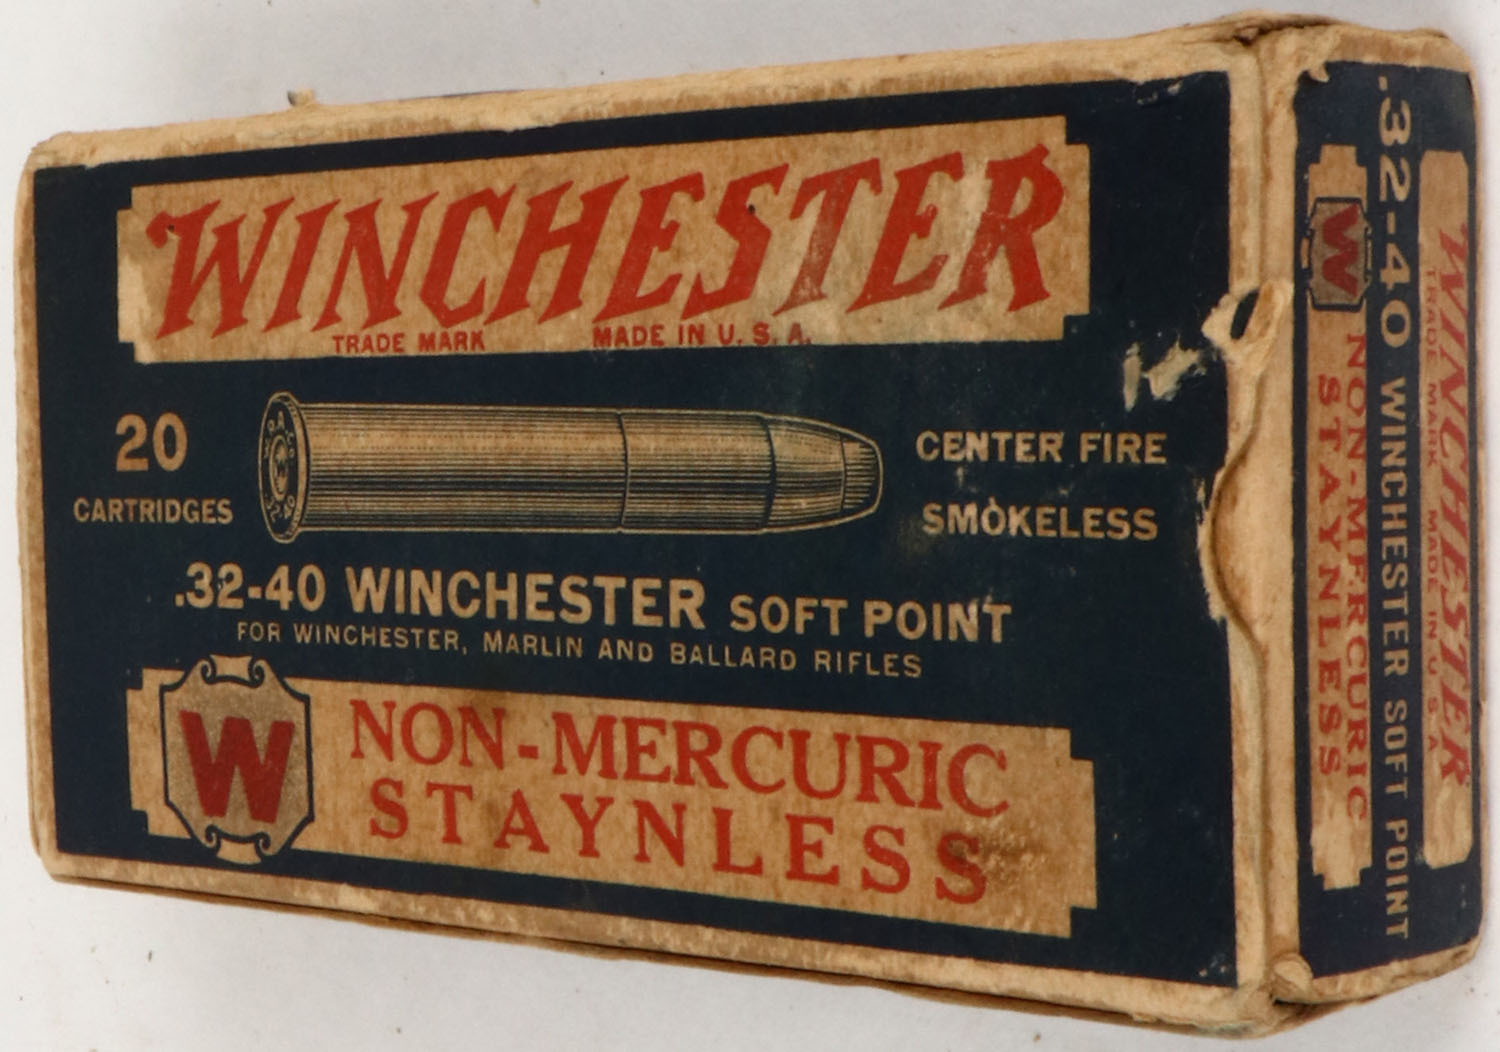 WINCHESTER
TRADE MARK MADE IN U. S. A.
20
CARTRIDGES
CENTER FIRE
SMOKELESS
.32-40 WINCHESTER SOFT POINT
FOR WINCHESTER, MARLIN AND BALLARD RIFLES
W
NON-MERCURIC
STAYNLESS
WINCHESTER
TRADE MARK MADE IN U. S. A.
.32-40 WINCHESTER SOFT POINT
W
NON-MERCURIC
STAYNLESS